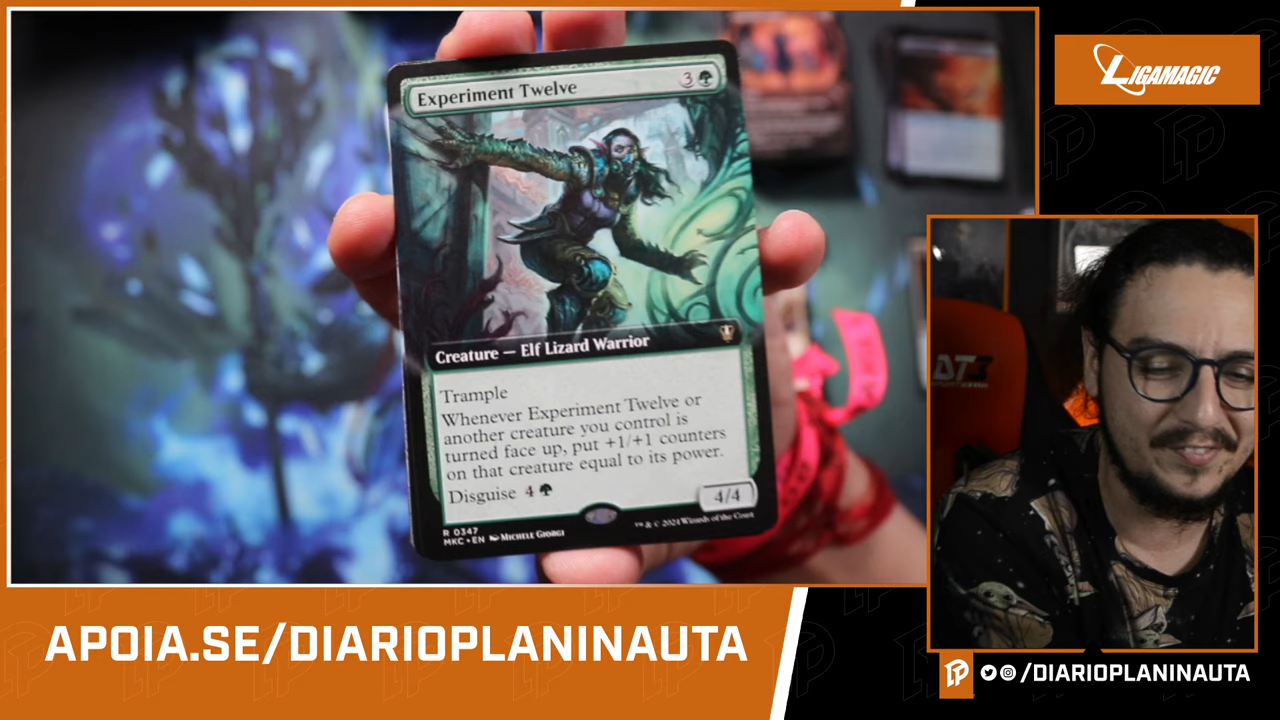 Experiment Twelve
3
Creature — Elf Lizard Warrior
Trample
Whenever Experiment Twelve or
another creature you control is
turned face up, put +1/+1 counters
on that creature equal to its power.
Disguise 4
4/4
R 0347
MKC • EN MICHELE GIORGI
™ & © 2024 Wizards of the Coast
LIGAMAGIC
DT3
APOIA.SE/DIARIOPLANINAUTA
/DIARIOPLANINAUTA